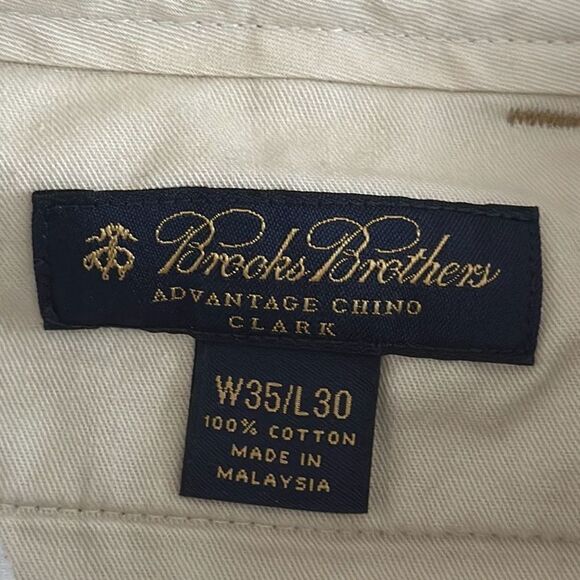 Brooks Brothers
ADVANTAGE CHINO
CLARK
W35/L30
100% COTTON
MADE IN
MALAYSIA